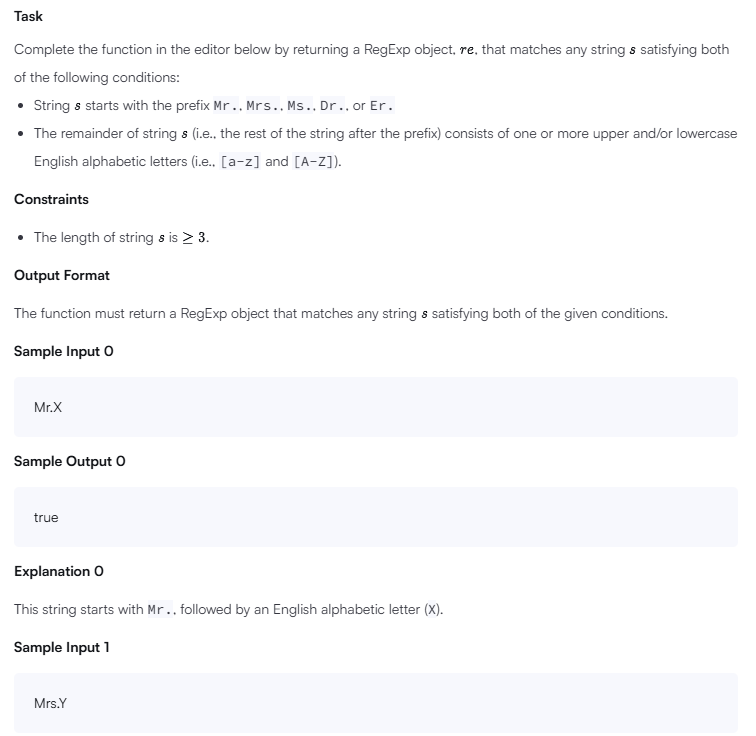 Task
Complete the function in the editor below by returning a RegExp object, re, that matches any string s satisfying both
of the following conditions:
• String s starts with the prefix Mr., Mrs., Ms., Dr., or Er.
• The remainder of string s (i.e., the rest of the string after the prefix) consists of one or more upper and/or lowercase
English alphabetic letters (i.e., [a-z] and [A-Z]).
Constraints
• The length of string s is ≥ 3.
Output Format
The function must return a RegExp object that matches any string s satisfying both of the given conditions.
Sample Input 0
Mr.X
Sample Output 0
true
Explanation 0
This string starts with Mr., followed by an English alphabetic letter (X).
Sample Input 1
Mrs.Y